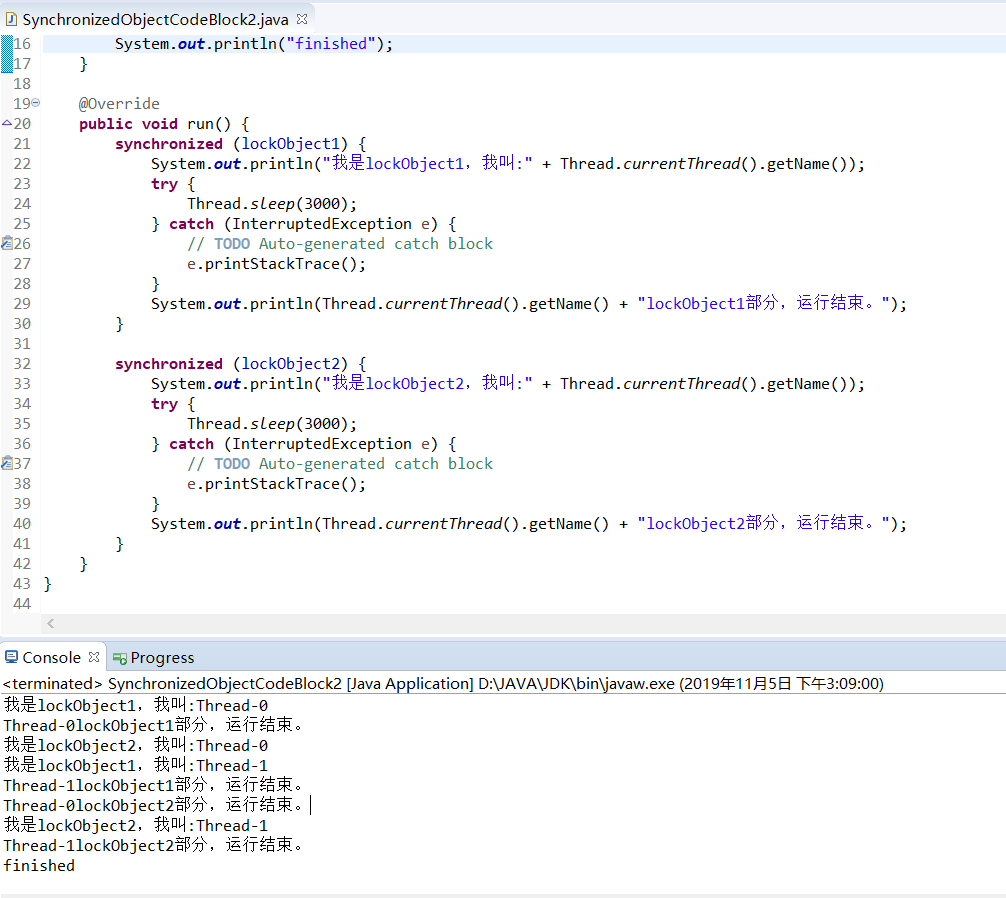 SynchronizedObjectCodeBlock2.java
16         System.out.println("finished");
17     }
18
19     @Override
20     public void run() {
21         synchronized (lockObject1) {
22             System.out.println("我是lockObject1，我叫:" + Thread.currentThread().getName());
23             try {
24                 Thread.sleep(3000);
25             } catch (InterruptedException e) {
26                 // TODO Auto-generated catch block
27                 e.printStackTrace();
28             }
29             System.out.println(Thread.currentThread().getName() + "lockObject1部分，运行结束。");
30         }
31
32         synchronized (lockObject2) {
33             System.out.println("我是lockObject2，我叫:" + Thread.currentThread().getName());
34             try {
35                 Thread.sleep(3000);
36             } catch (InterruptedException e) {
37                 // TODO Auto-generated catch block
38                 e.printStackTrace();
39             }
40             System.out.println(Thread.currentThread().getName() + "lockObject2部分，运行结束。");
41         }
42     }
43 }
44
Console Progress
<terminated> SynchronizedObjectCodeBlock2 [Java Application] D:\JAVA\JDK\bin\javaw.exe (2019年11月5日 下午3:09:00)
我是lockObject1，我叫:Thread-0
Thread-0lockObject1部分，运行结束。
我是lockObject2，我叫:Thread-0
我是lockObject1，我叫:Thread-1
Thread-1lockObject1部分，运行结束。
Thread-0lockObject2部分，运行结束。
我是lockObject2，我叫:Thread-1
Thread-1lockObject2部分，运行结束。
finished